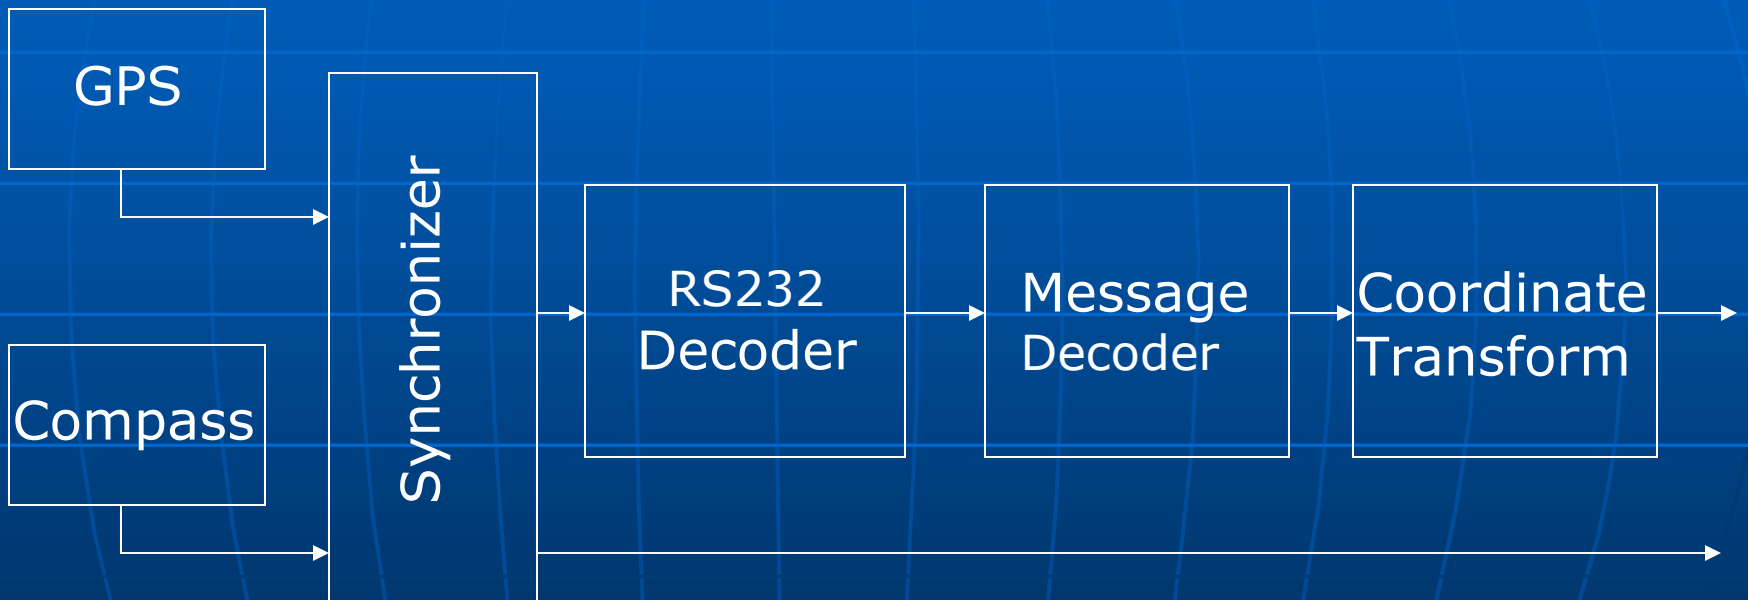 GPS
Synchronizer
RS232
Decoder
Message
Decoder
Coordinate
Transform
Compass